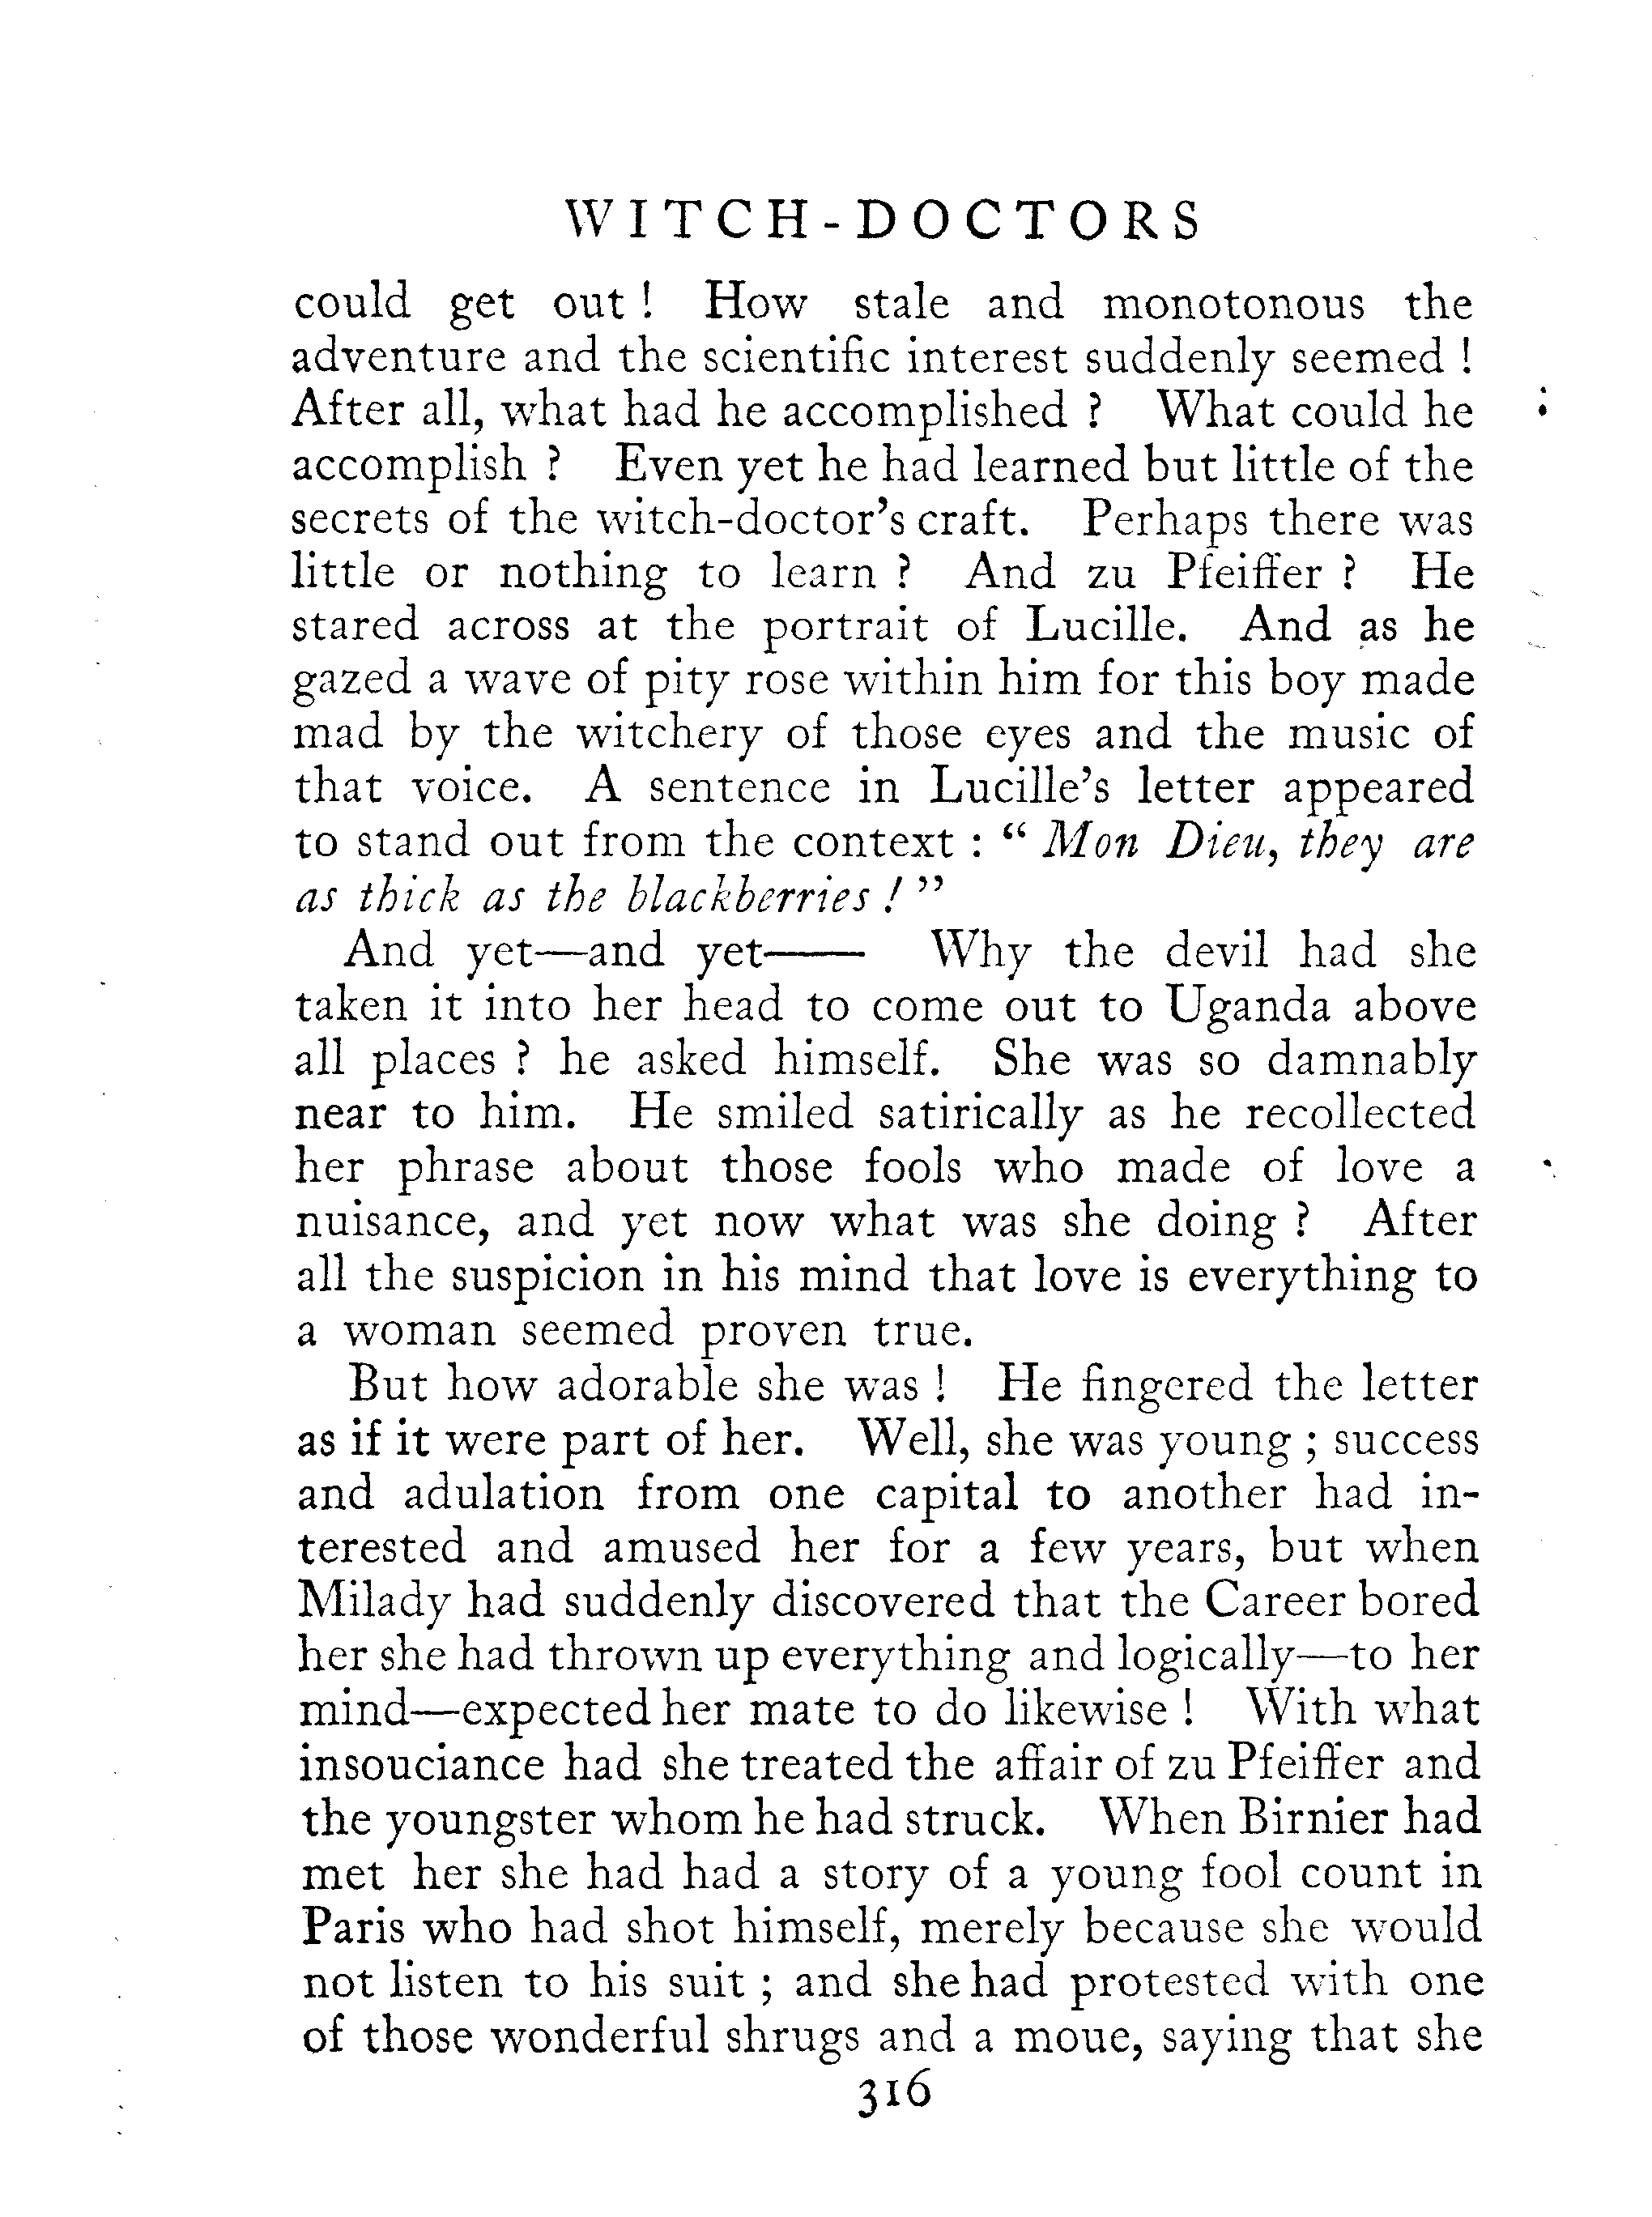 WITCH-DOCTORS
could get out ! How stale and monotonous the
adventure and the scientific interest suddenly seemed !
After all, what had he accomplished ? What could he
accomplish ? Even yet he had learned but little of the
secrets of the witch-doctor's craft. Perhaps there was
little or nothing to learn ? And zu Pfeiffer ? He
stared across at the portrait of Lucille. And as he
gazed a wave of pity rose within him for this boy made
mad by the witchery of those eyes and the music of
that voice. A sentence in Lucille's letter appeared
to stand out from the context : “ Mon Dieu, they are
as thick as the blackberries ! ”
And yet—and yet—— Why the devil had she
taken it into her head to come out to Uganda above
all places ? he asked himself. She was so damnably
near to him. He smiled satirically as he recollected
her phrase about those fools who made of love a
nuisance, and yet now what was she doing ? After
all the suspicion in his mind that love is everything to
a woman seemed proven true.
But how adorable she was ! He fingered the letter
as if it were part of her. Well, she was young ; success
and adulation from one capital to another had in-
terested and amused her for a few years, but when
Milady had suddenly discovered that the Career bored
her she had thrown up everything and logically—to her
mind—expected her mate to do likewise ! With what
insouciance had she treated the affair of zu Pfeiffer and
the youngster whom he had struck. When Birnier had
met her she had had a story of a young fool count in
Paris who had shot himself, merely because she would
not listen to his suit ; and she had protested with one
of those wonderful shrugs and a moue, saying that she
316